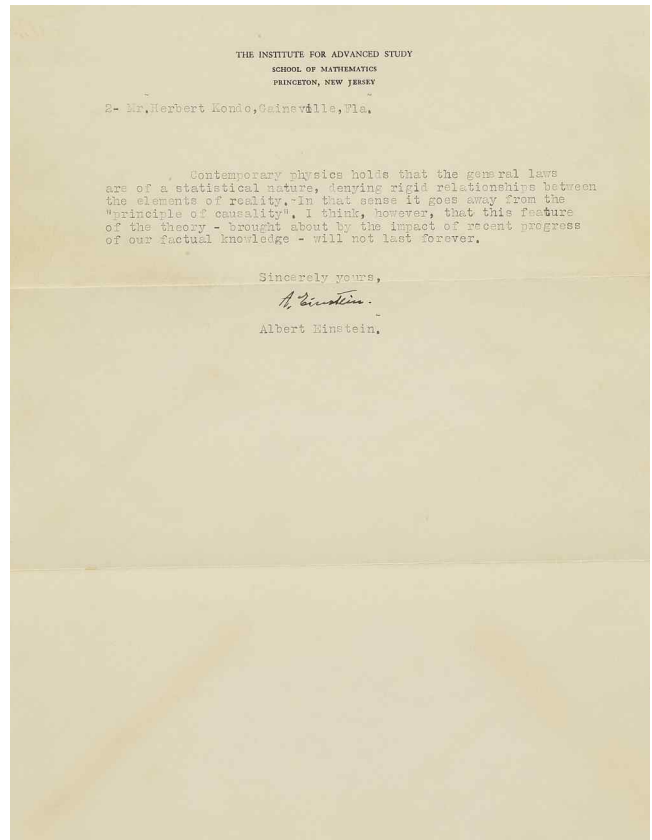 THE INSTITUTE FOR ADVANCED STUDY
SCHOOL OF MATHEMATICS
PRINCETON, NEW JERSEY
2- Mr.Herbert Kondo,Gaineville,Fla.
Contemporary physics holds that the general laws
are of a statistical nature, denying rigid relationships between
the elements of reality.-In that sense it goes away from the
"principle of causality". I think, however, that this feature
of the theory - brought about by the impact of recent progress
of our factual knowledge - will not last forever.
Sincerely yours,
A. Einstein.
Albert Einstein.